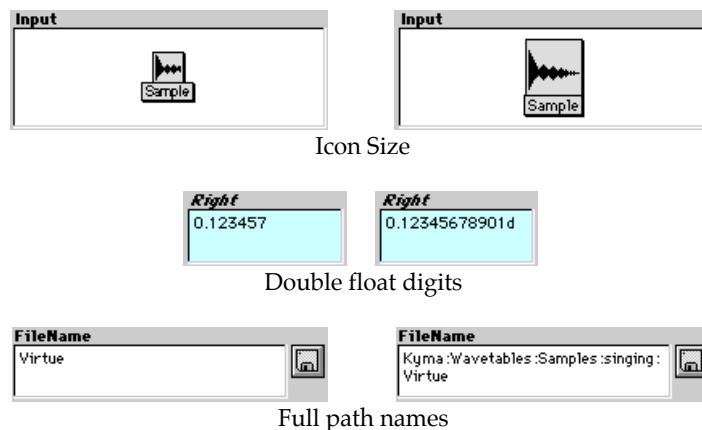 Input
Input
Sample
Sample
Icon Size
Right
Right
0.123457
0.12345678901d
Double float digits
FileName
FileName
Virtue
Kyma:Wavetables:Samples:singing:
Virtue
Full path names